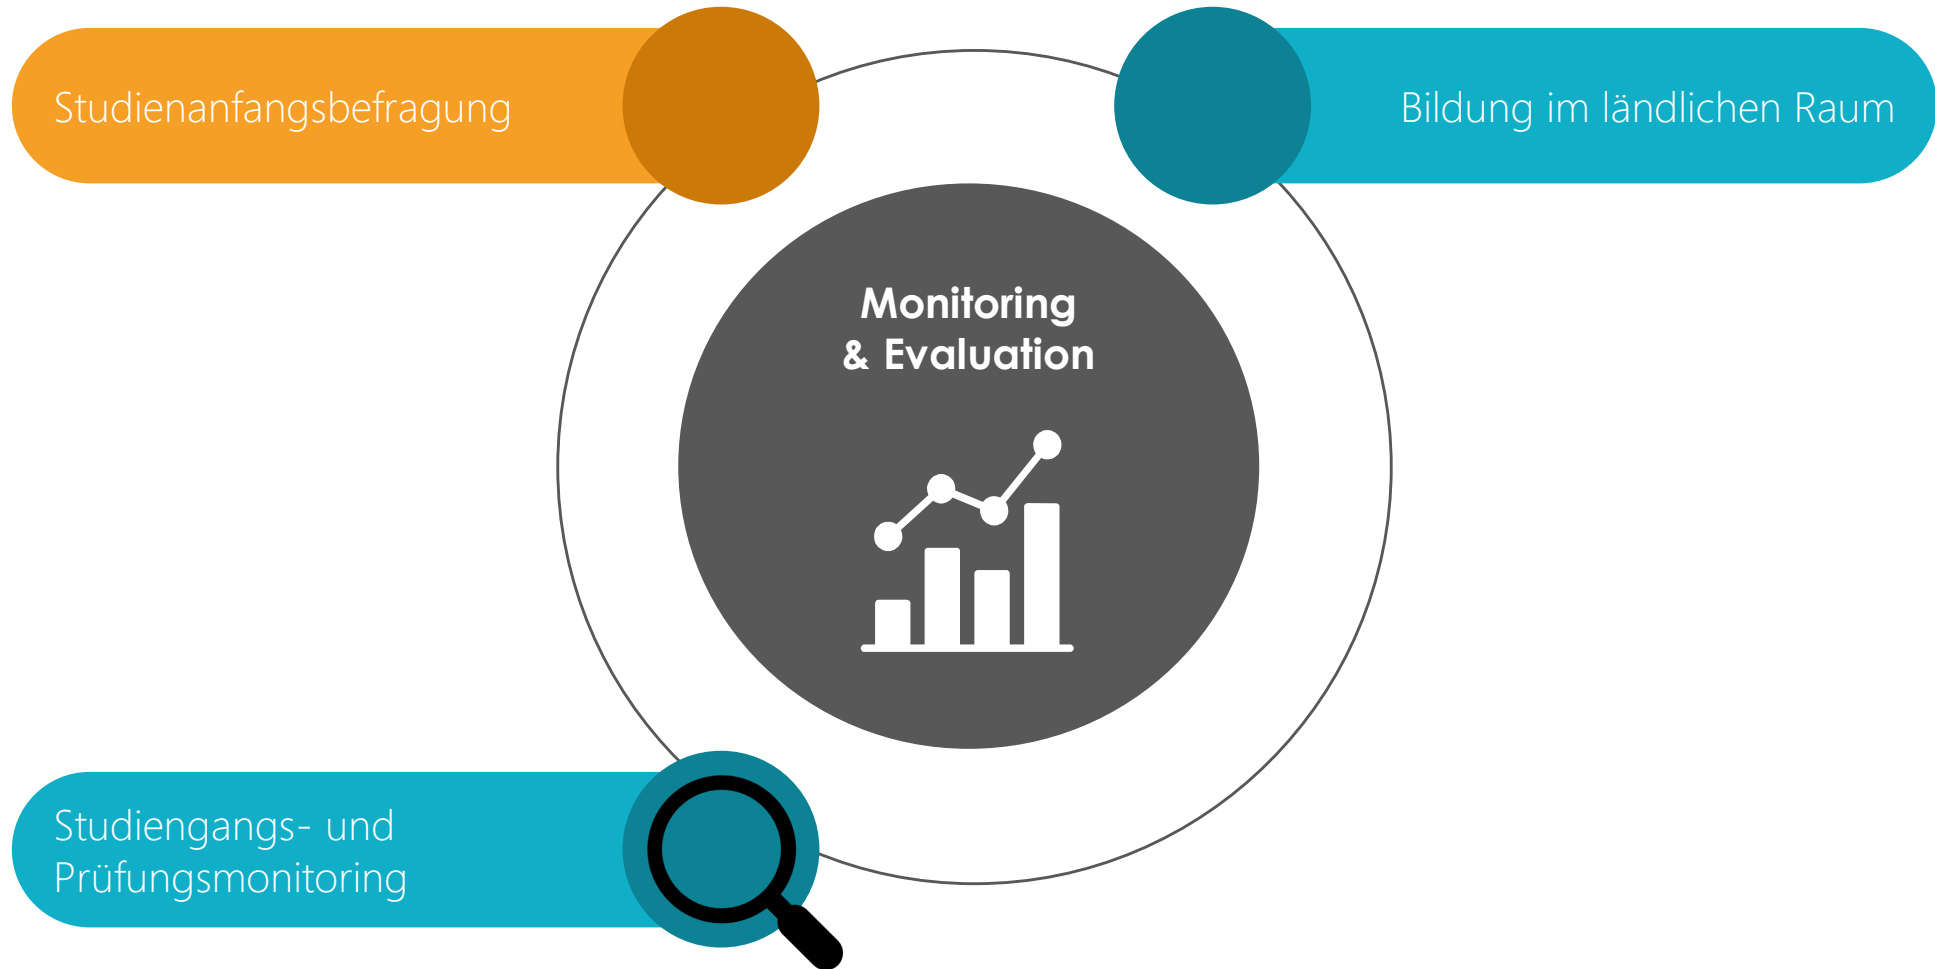 Studienanfangsbefragung
Bildung im ländlichen Raum
Monitoring
& Evaluation
Studiengangs- und
Prüfungsmonitoring